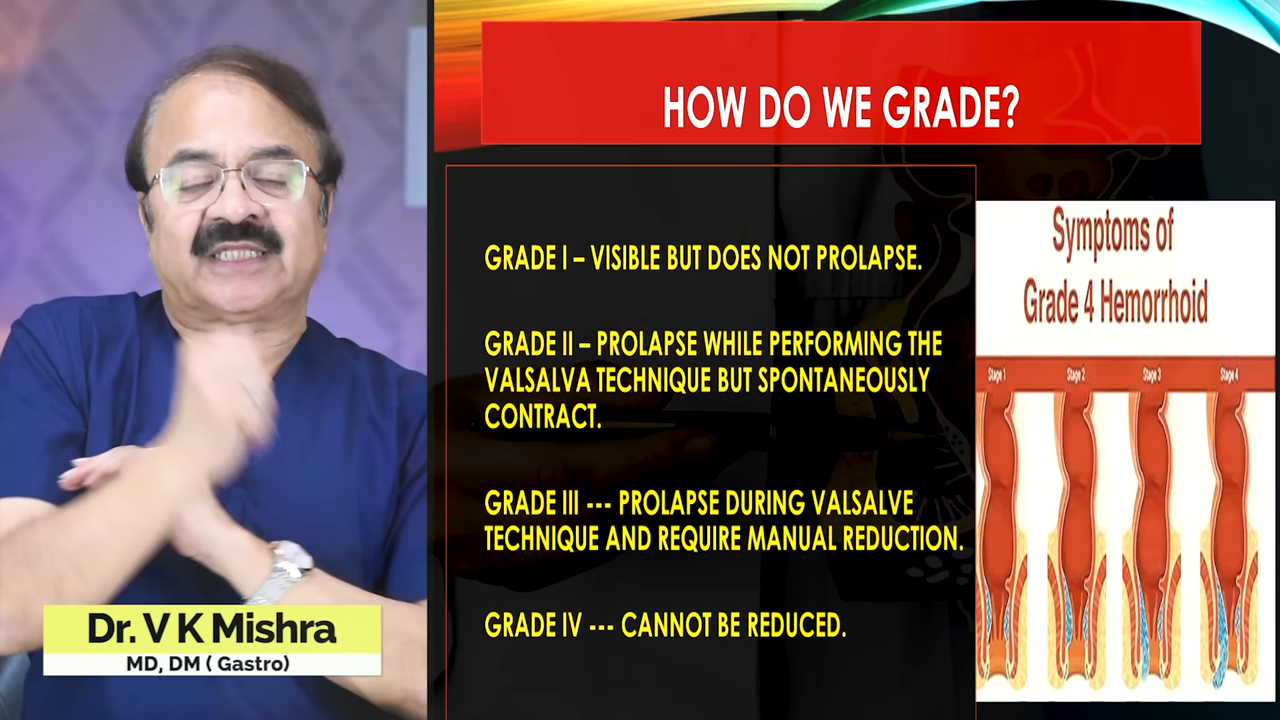 HOW DO WE GRADE?
GRADE I – VISIBLE BUT DOES NOT PROLAPSE.
GRADE II – PROLAPSE WHILE PERFORMING THE
VALSALVA TECHNIQUE BUT SPONTANEOUSLY
CONTRACT.
GRADE III --- PROLAPSE DURING VALSALVE
TECHNIQUE AND REQUIRE MANUAL REDUCTION.
GRADE IV --- CANNOT BE REDUCED.
Symptoms of
Grade 4 Hemorrhoid
Stage 1 Stage 2 Stage 3 Stage 4
Dr. V K Mishra
MD, DM ( Gastro)